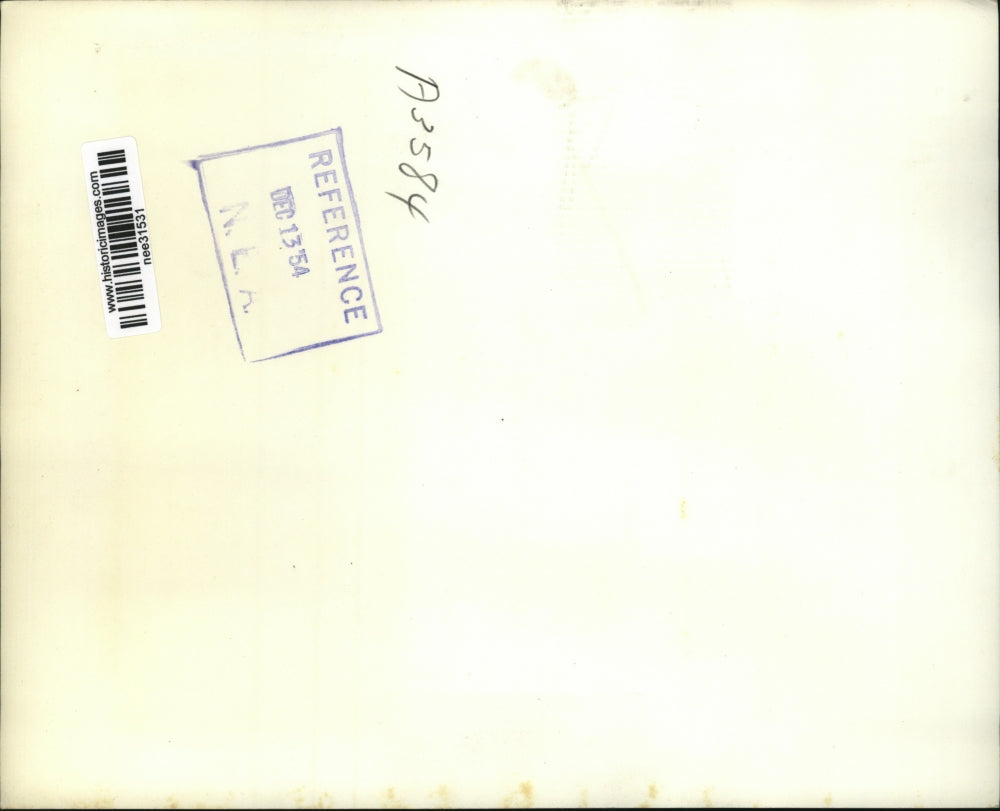 A3584
REFERENCE
DEC 13 '54
N. E. A.
www.historicimages.com
nee31531